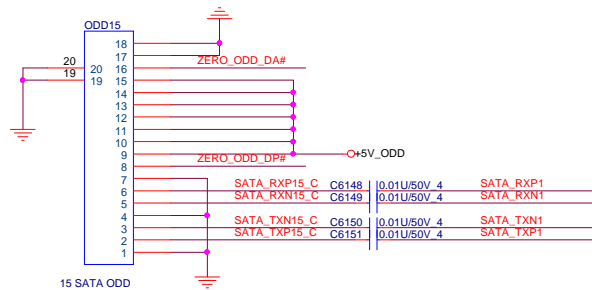 ODD15
18
17
20 20 16 ZERO_ODD_DA#
19 19 15
14
13
12
11
10
9 +5V_ODD
8 ZERO_ODD_DP#
7
6 SATA_RXP15_C C6148 0.01U/50V_4 SATA_RXP1
5 SATA_RXN15_C C6149 0.01U/50V_4 SATA_RXN1
4
3 SATA_TXN15_C C6150 0.01U/50V_4 SATA_TXN1
2 SATA_TXP15_C C6151 0.01U/50V_4 SATA_TXP1
1
15 SATA ODD